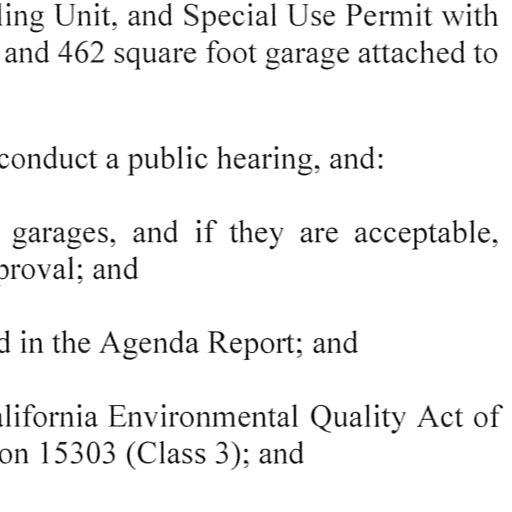 ling Unit, and Special Use Permit with
and 462 square foot garage attached to
conduct a public hearing, and:
garages, and if they are acceptable,
proval; and
d in the Agenda Report; and
alifornia Environmental Quality Act of
on 15303 (Class 3); and